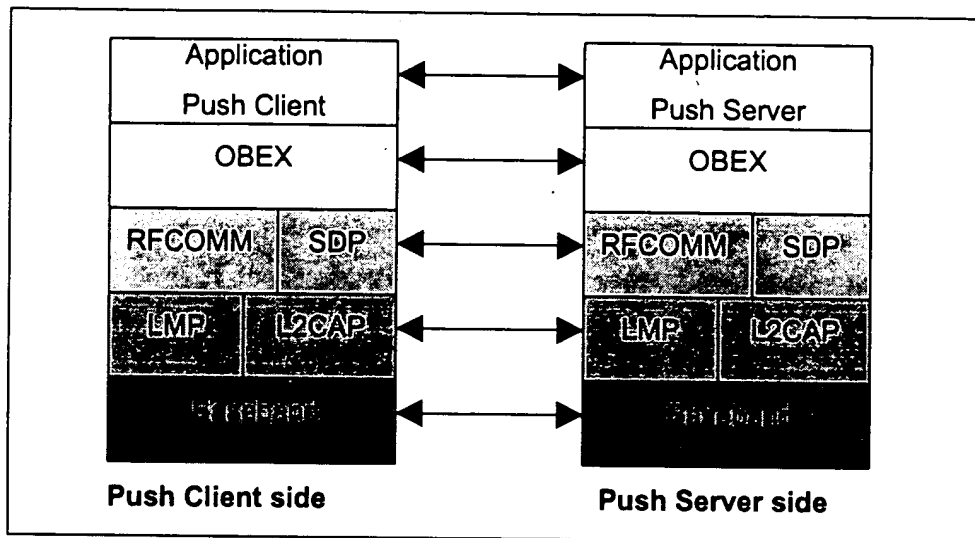 Application
Push Client
OBEX
RFCOMM SDP
LMP L2CAP
Push Client side
Application
Push Server
OBEX
RFCOMM SDP
LMP L2CAP
Push Server side